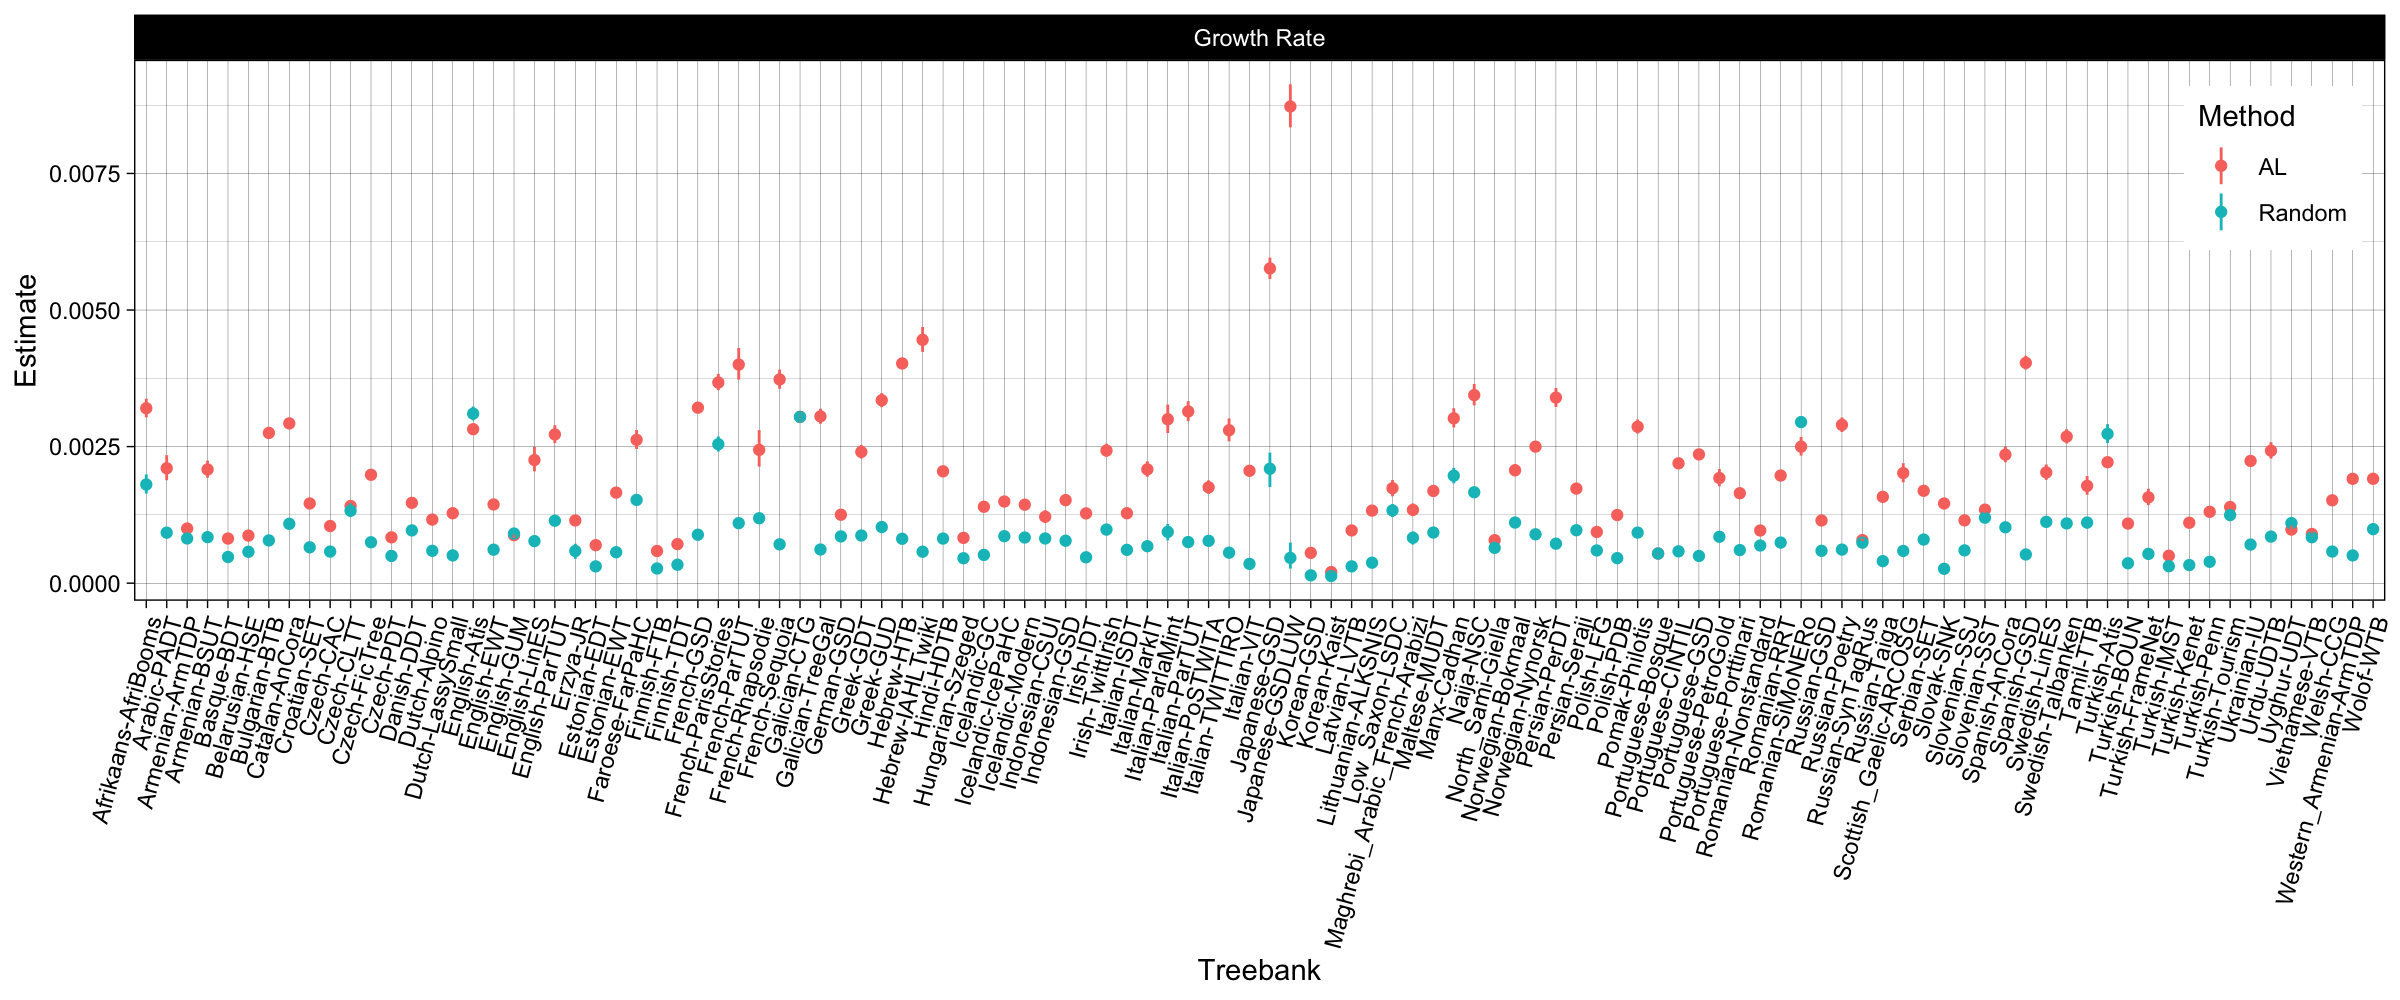 Growth Rate
Estimate
0.0075
0.0050
0.0025
0.0000
Method
AL
Random
Afrikaans-AfriBooms
Arabic-PADT
Armenian-ArmTDP
Armenian-BSUT
Basque-BDT
Belarusian-HSE
Bulgarian-BTB
Catalan-AnCora
Croatian-SET
Czech-CAC
Czech-CLTT
Czech-FicTree
Czech-PDT
Danish-DDT
Dutch-Alpino
Dutch-LassySmall
English-Atis
English-EWT
English-GUM
English-LinES
English-ParTUT
Erzya-JR
Estonian-EDT
Estonian-EWT
Faroese-FarPaHC
Finnish-FTB
Finnish-TDT
French-GSD
French-ParisStories
French-ParTUT
French-Rhapsodie
French-Sequoia
Galician-CTG
Galician-TreeGal
German-GSD
Greek-GDT
Greek-GUD
Hebrew-HTB
Hebrew-IAHLTwiki
Hindi-HDTB
Hungarian-Szeged
Icelandic-GC
Icelandic-IcePaHC
Icelandic-Modern
Indonesian-CSUI
Indonesian-GSD
Irish-IDT
Irish-TwittIrish
Italian-ISDT
Italian-MarkIT
Italian-ParlaMint
Italian-ParTUT
Italian-PoSTWITA
Italian-TWITTIRO
Italian-VIT
Japanese-GSD
Japanese-GSDLUW
Korean-GSD
Korean-Kaist
Latvian-LVTB
Lithuanian-ALKSNIS
Low_Saxon-LSDC
Maghrebi_Arabic_French-Arabizi
Maltese-MUDT
Manx-Cadhan
Naija-NSC
North_Sami-Giella
Norwegian-Bokmaal
Norwegian-Nynorsk
Persian-PerDT
Persian-Seraji
Polish-LFG
Polish-PDB
Pomak-Philotis
Portuguese-Bosque
Portuguese-CINTIL
Portuguese-GSD
Portuguese-PetroGold
Portuguese-Porttinari
Romanian-Nonstandard
Romanian-RRT
Romanian-SiMoNERo
Russian-GSD
Russian-Poetry
Russian-SynTagRus
Russian-Taiga
Scottish_Gaelic-ARCOSG
Serbian-SET
Slovak-SNK
Slovenian-SSJ
Slovenian-SST
Spanish-AnCora
Spanish-GSD
Swedish-LinES
Swedish-Talbanken
Tamil-TTB
Turkish-Atis
Turkish-BOUN
Turkish-FrameNet
Turkish-IMST
Turkish-Kenet
Turkish-Penn
Turkish-Tourism
Ukrainian-IU
Urdu-UDTB
Uyghur-UDT
Vietnamese-VTB
Welsh-CCG
Western_Armenian-ArmTDP
Wolof-WTB
Treebank